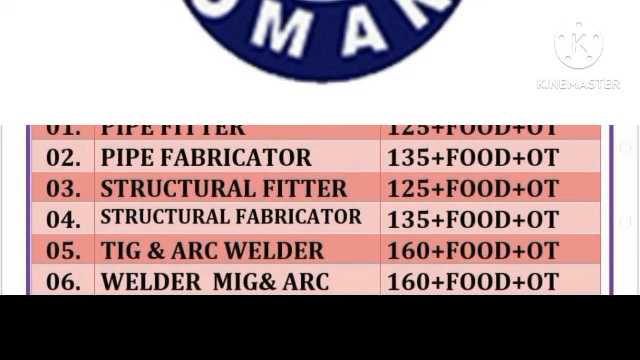 OMAN
KINEMASTER
01. PIPE FITTER 125+FOOD+OT
02. PIPE FABRICATOR 135+FOOD+OT
03. STRUCTURAL FITTER 125+FOOD+OT
04. STRUCTURAL FABRICATOR 135+FOOD+OT
05. TIG & ARC WELDER 160+FOOD+OT
06. WELDER MIG& ARC 160+FOOD+OT